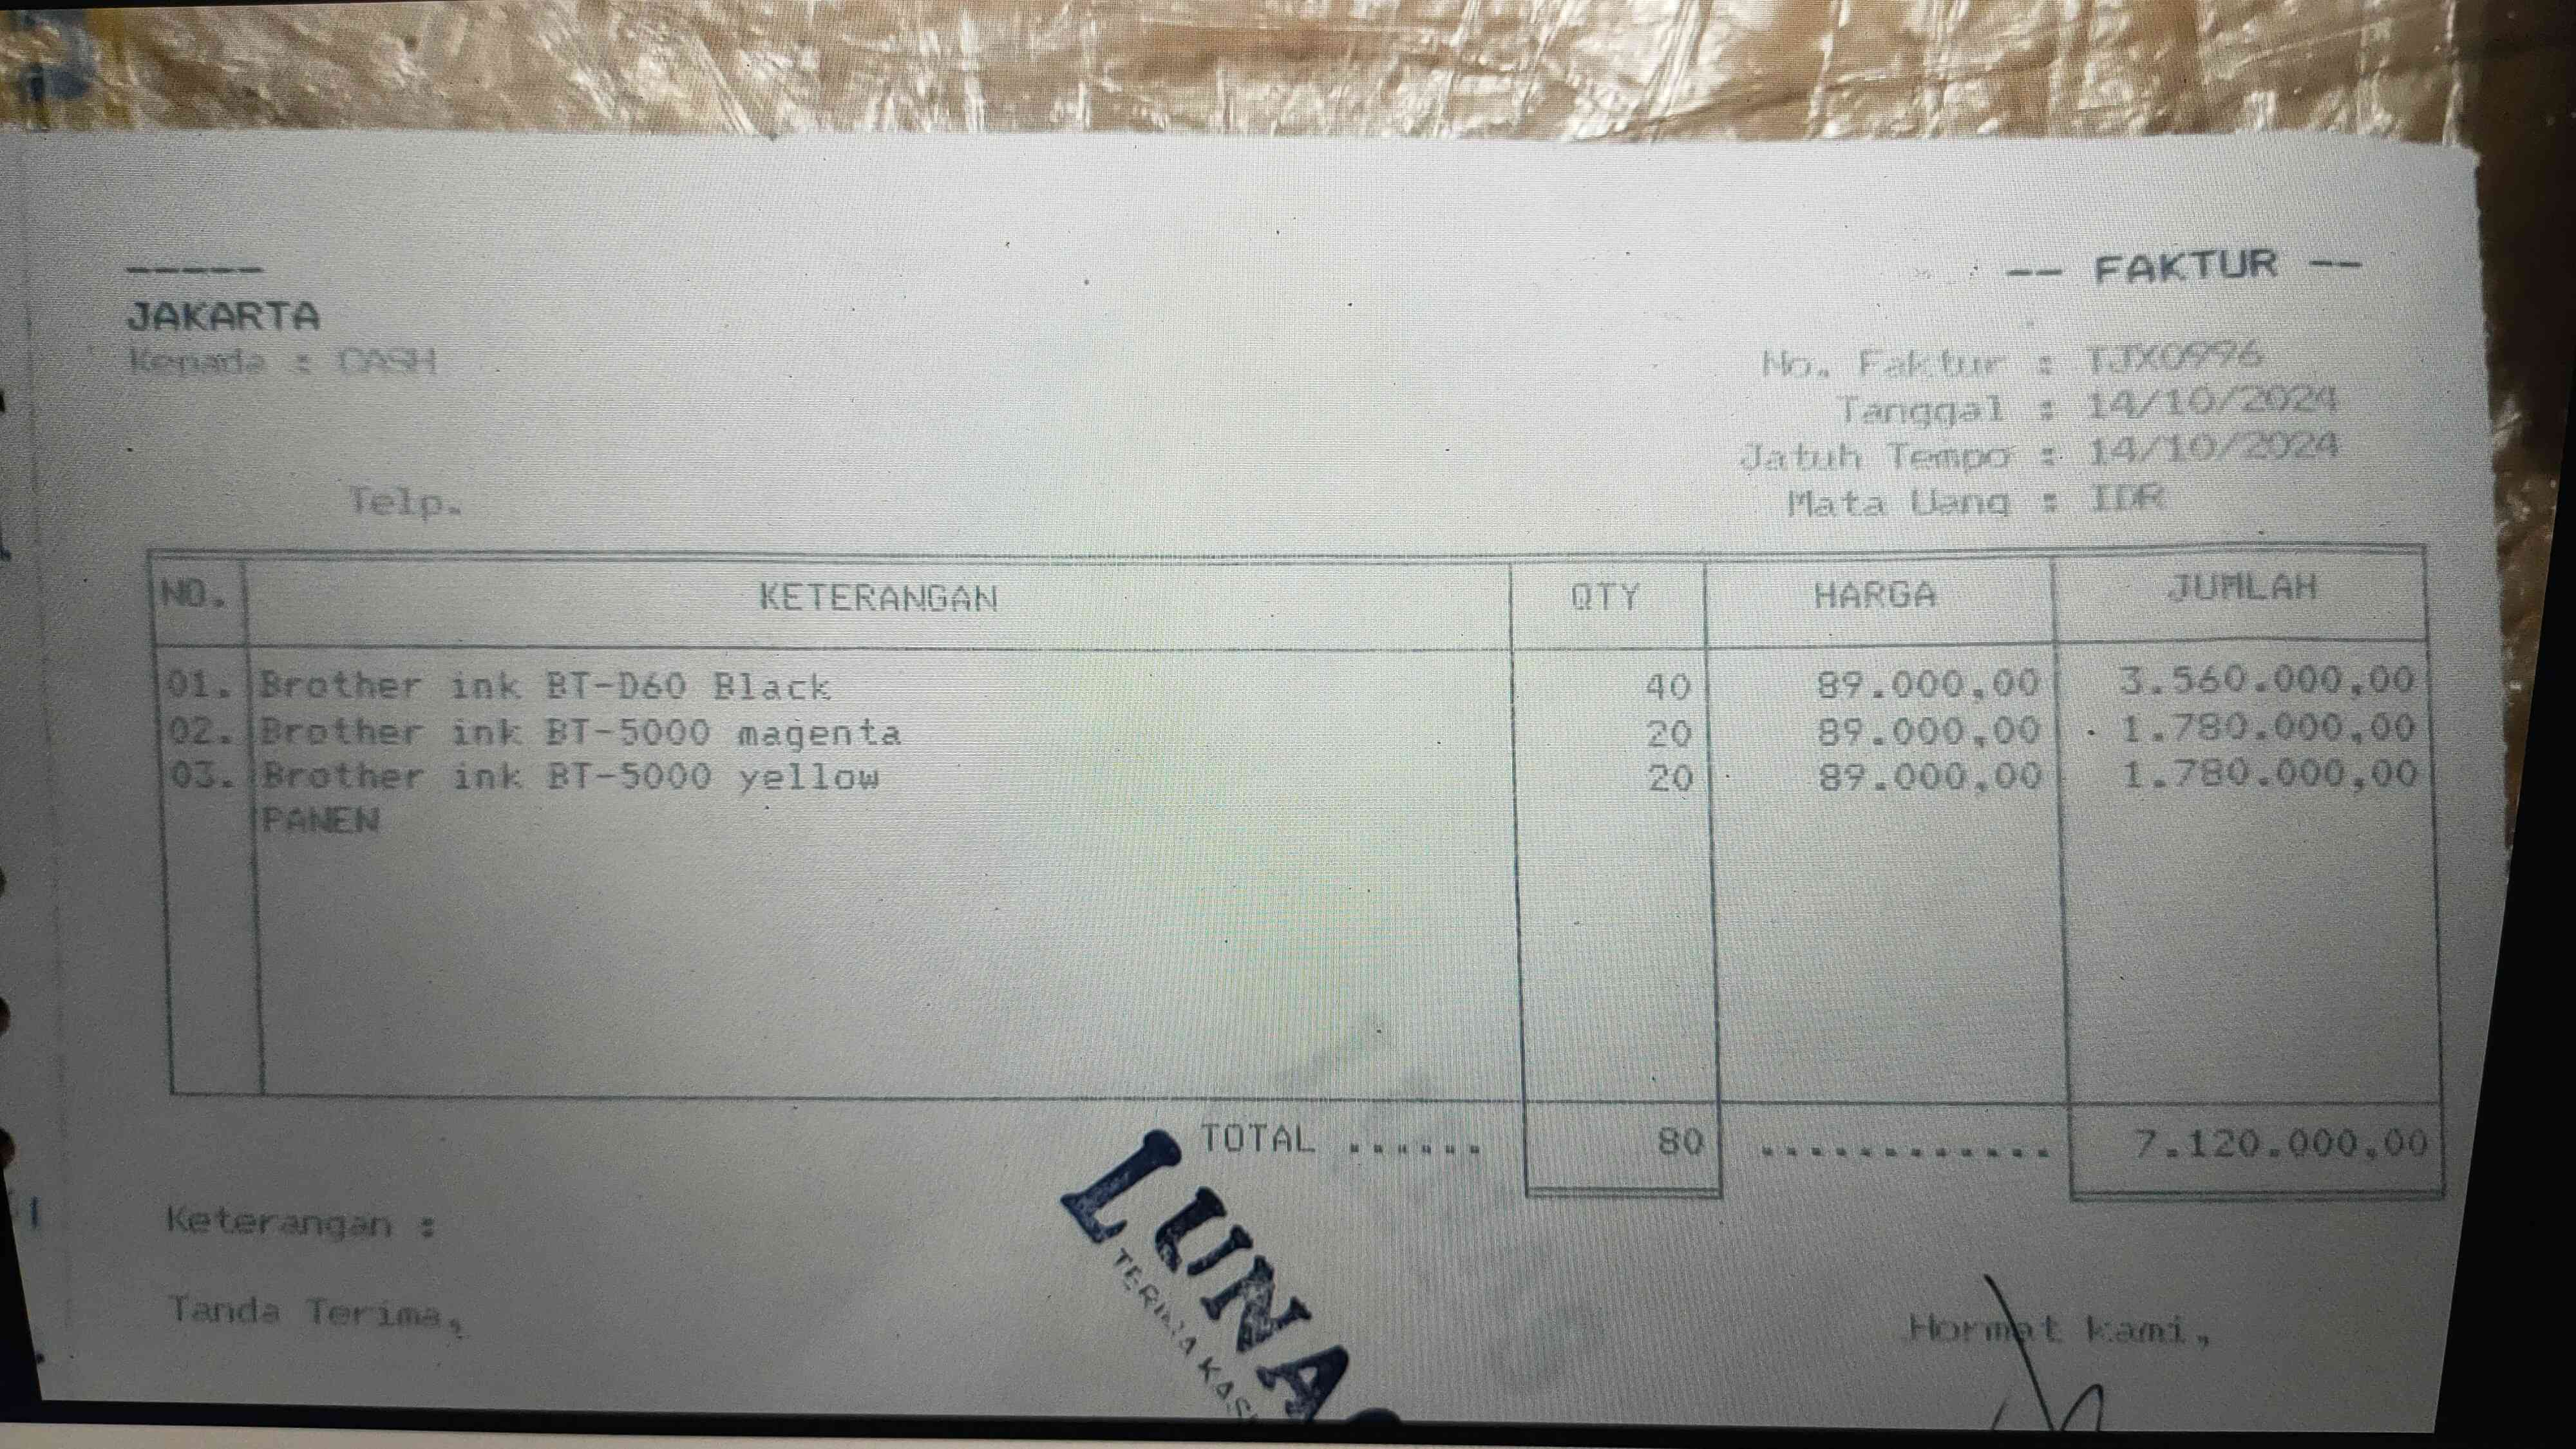 -----
-- FAKTUR --
JAKARTA
Kepada : CASH
No. Faktur : TJX0996
Tanggal : 14/10/2024
Jatuh Tempo : 14/10/2024
Telp.
Mata Uang : IDR
NO. KETERANGAN QTY HARGA JUMLAH
01. Brother ink BT-D60 Black 40 89.000,00 3.560.000,00
02. Brother ink BT-5000 magenta 20 89.000,00 1.780.000,00
03. Brother ink BT-5000 yellow 20 89.000,00 1.780.000,00
PANEN
TOTAL ...... 80 ............ 7.120.000,00
LUNA
TERIMA KAS
Keterangan :
Tanda Terima,
Hormat kami,